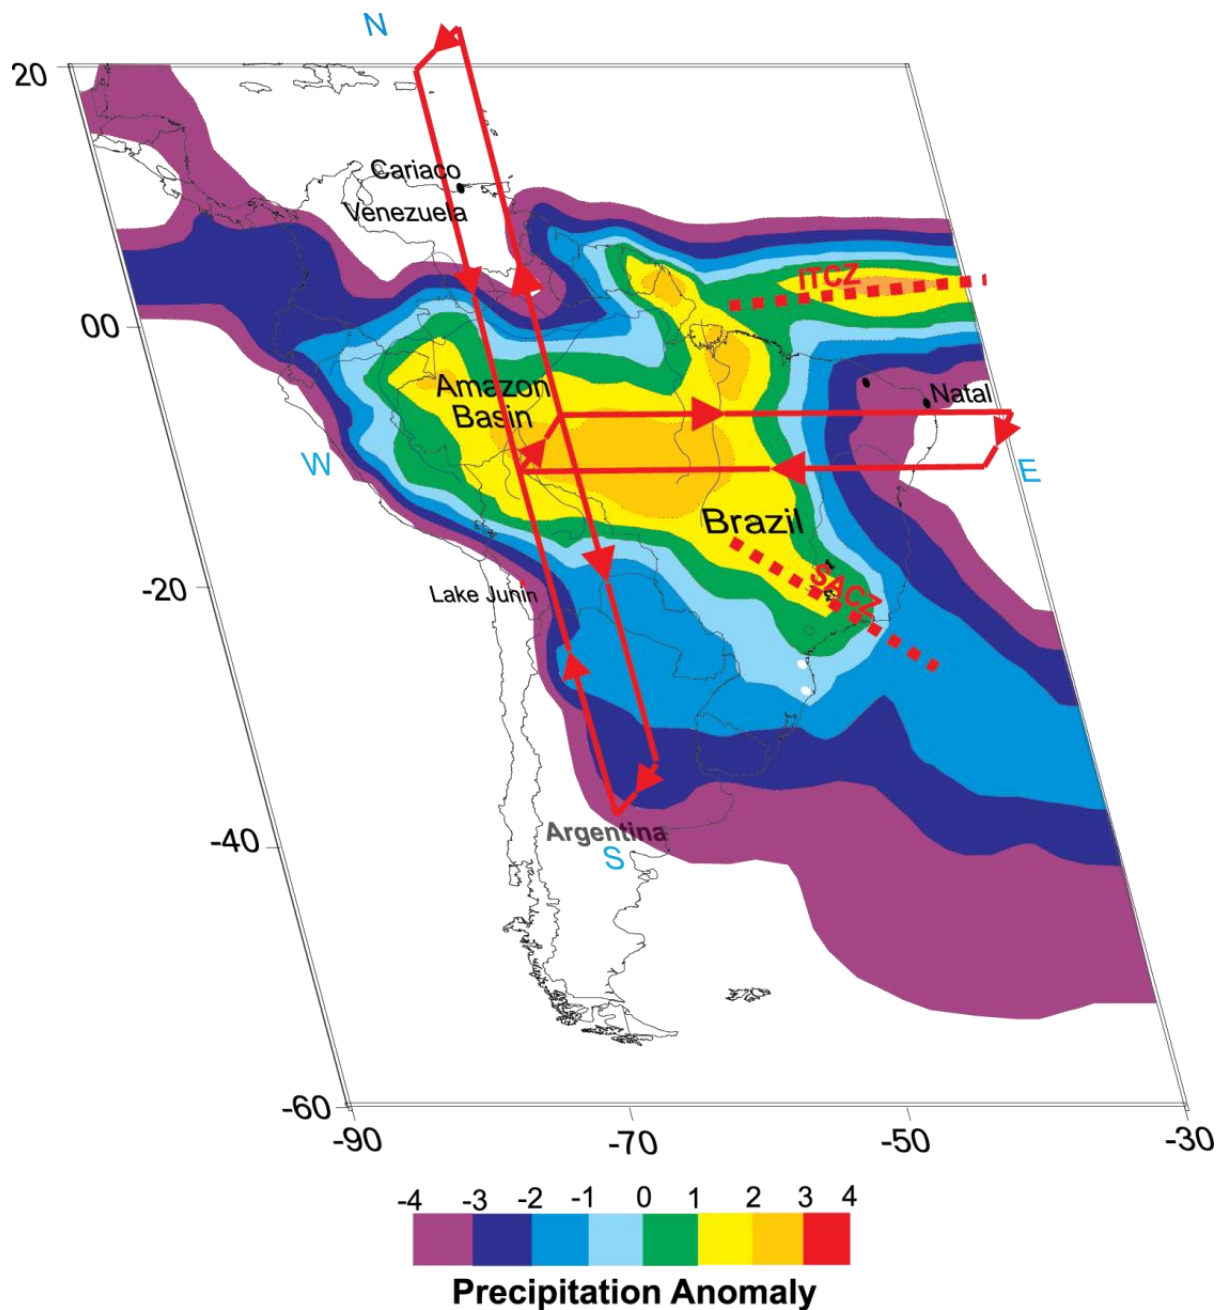 N
20
Cariaco
Venezuela
ITCZ
00
Amazon
Basin
Natal
W
E
Brazil
-20
Lake Junin
SACZ
-40
Argentina
S
-60
-90 -70 -50 -30
-4 -3 -2 -1 0 1 2 3 4
Precipitation Anomaly